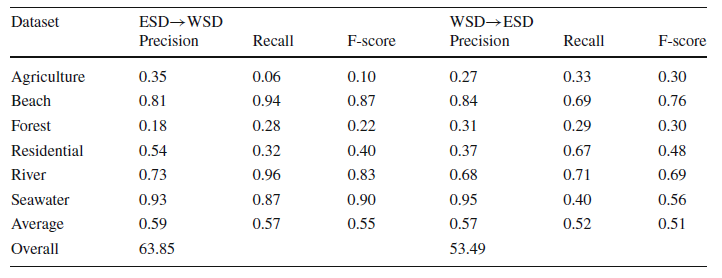 Dataset ESD→WSD WSD→ESD
Precision Recall F-score Precision Recall F-score
Agriculture 0.35 0.06 0.10 0.27 0.33 0.30
Beach 0.81 0.94 0.87 0.84 0.69 0.76
Forest 0.18 0.28 0.22 0.31 0.29 0.30
Residential 0.54 0.32 0.40 0.37 0.67 0.48
River 0.73 0.96 0.83 0.68 0.71 0.69
Seawater 0.93 0.87 0.90 0.95 0.40 0.56
Average 0.59 0.57 0.55 0.57 0.52 0.51
Overall 63.85 53.49